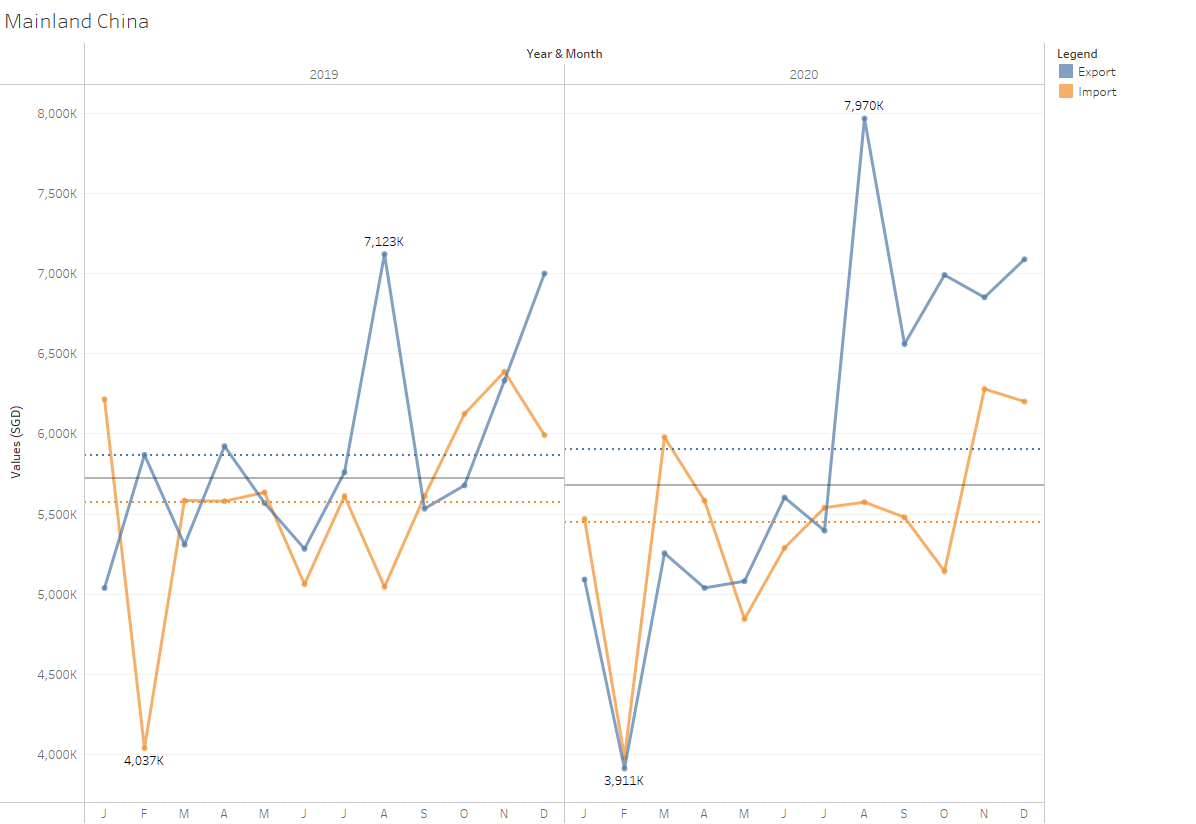 Mainland China
Year & Month
Legend
2019
2020
Export
Import
8,000K
7,500K
7,000K
6,500K
6,000K
5,500K
5,000K
4,500K
4,000K
Values (SGD)
7,970K
7,123K
4,037K
3,911K
J F M A M J J A S O N D J F M A M J J A S O N D